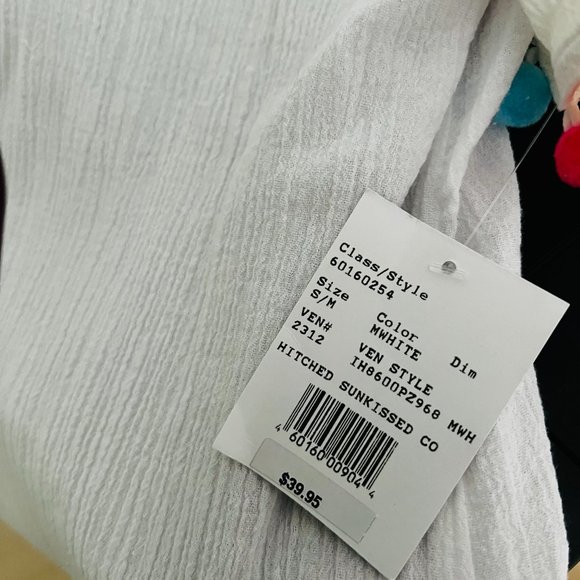 Class/Style
60160254
Size Color Dim
S/M MWHITE
VEN# VEN STYLE
2312 IH8600PZ968 MWH
HITCHED SUNKISSED CO
4 60160 00904 4
$39.95